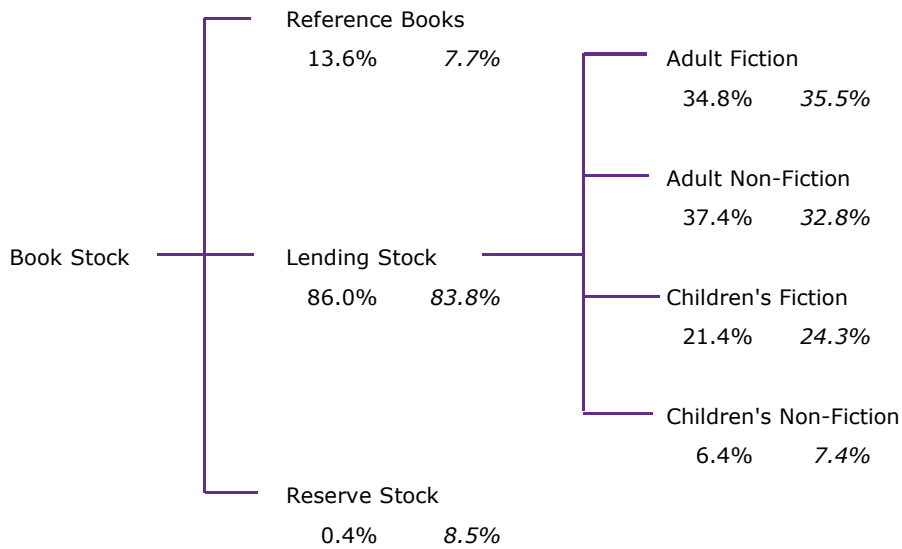 Reference Books
13.6% 7.7%
Adult Fiction
34.8% 35.5%
Adult Non-Fiction
37.4% 32.8%
Book Stock
Lending Stock
86.0% 83.8%
Children's Fiction
21.4% 24.3%
Children's Non-Fiction
6.4% 7.4%
Reserve Stock
0.4% 8.5%